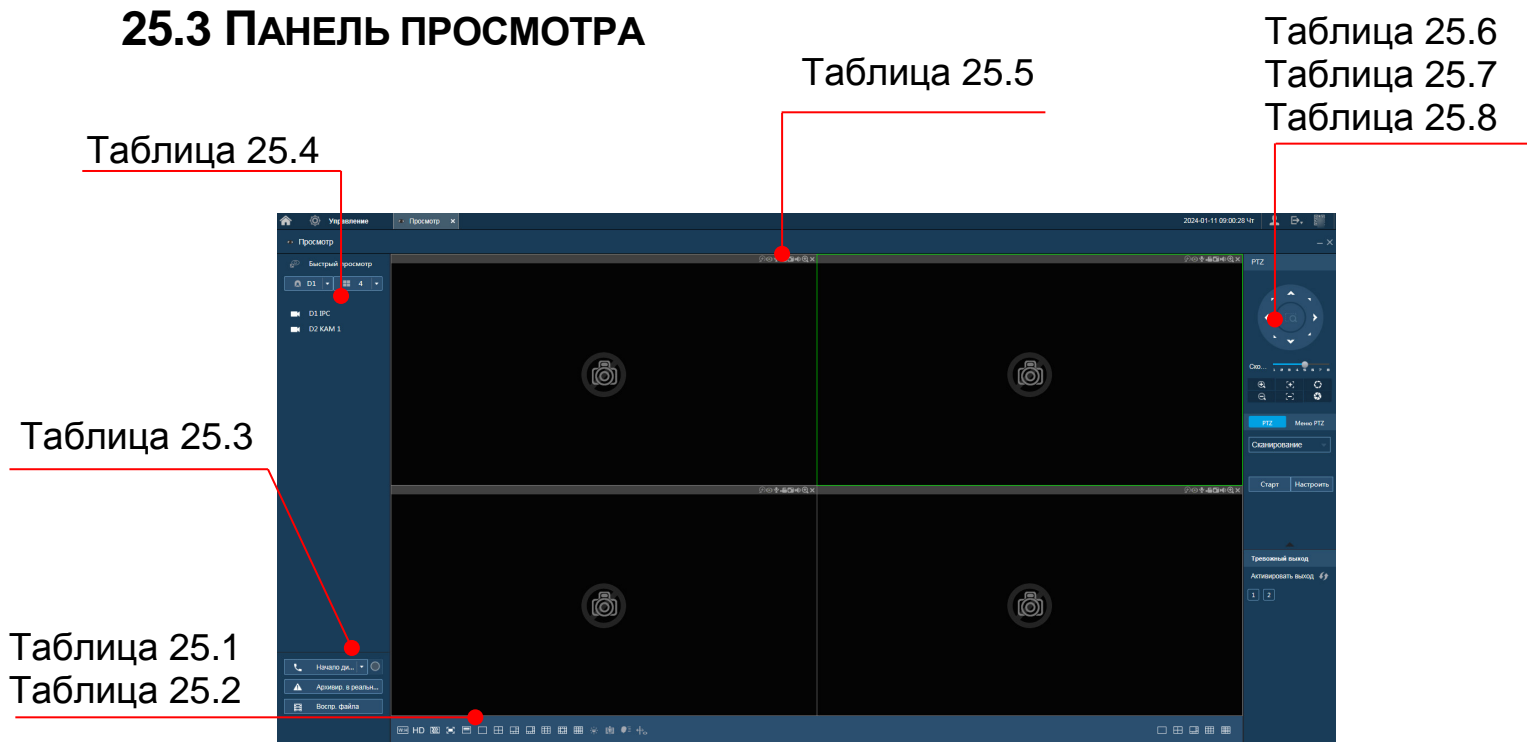 25.3 ПАНЕЛЬ ПРОСМОТРА
Таблица 25.6
Таблица 25.7
Таблица 25.8
Таблица 25.5
Таблица 25.4
Управление
Просмотр
2024-01-11 09:00:28 Чт
Просмотр
Быстрый просмотр
PTZ
D1
4
D1 IPC
D2 KAM 1
Ско...
PTZ
Меню PTZ
Сканирование
Таблица 25.3
Старт
Настроить
Тревожный выход
Активировать выход
1
2
Таблица 25.1
Таблица 25.2
Начало ди...
Архивир. в реальн...
Воспр. файла
HD